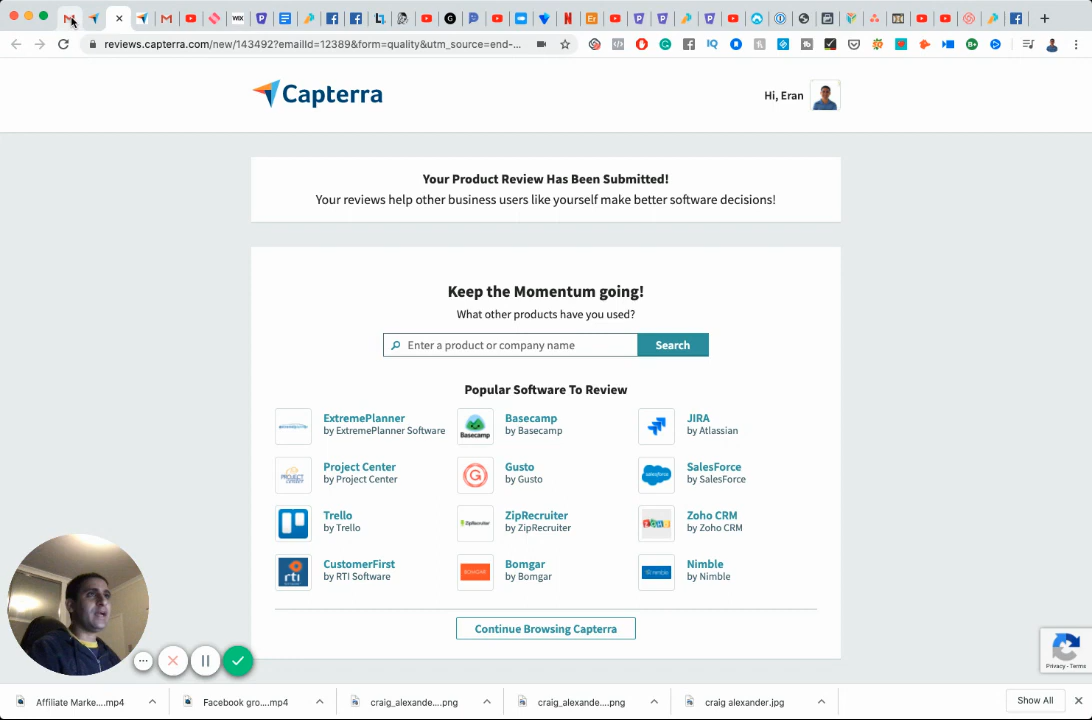 reviews.capterra.com/new/143492?emailId=12389&form=quality&utm_source=end-...
Capterra
Hi, Eran
Your Product Review Has Been Submitted!
Your reviews help other business users like yourself make better software decisions!
Keep the Momentum going!
What other products have you used?
Enter a product or company name
Search
Popular Software To Review
ExtremePlanner
by ExtremePlanner Software
Basecamp
by Basecamp
JIRA
by Atlassian
Project Center
by Project Center
Gusto
by Gusto
SalesForce
by SalesForce
Trello
by Trello
ZipRecruiter
by ZipRecruiter
Zoho CRM
by Zoho CRM
CustomerFirst
by RTI Software
Bomgar
by Bomgar
Nimble
by Nimble
Continue Browsing Capterra
Privacy - Terms
Affiliate Marke....mp4
Facebook gro....mp4
craig_alexande....png
craig_alexande....png
craig alexander.jpg
Show All